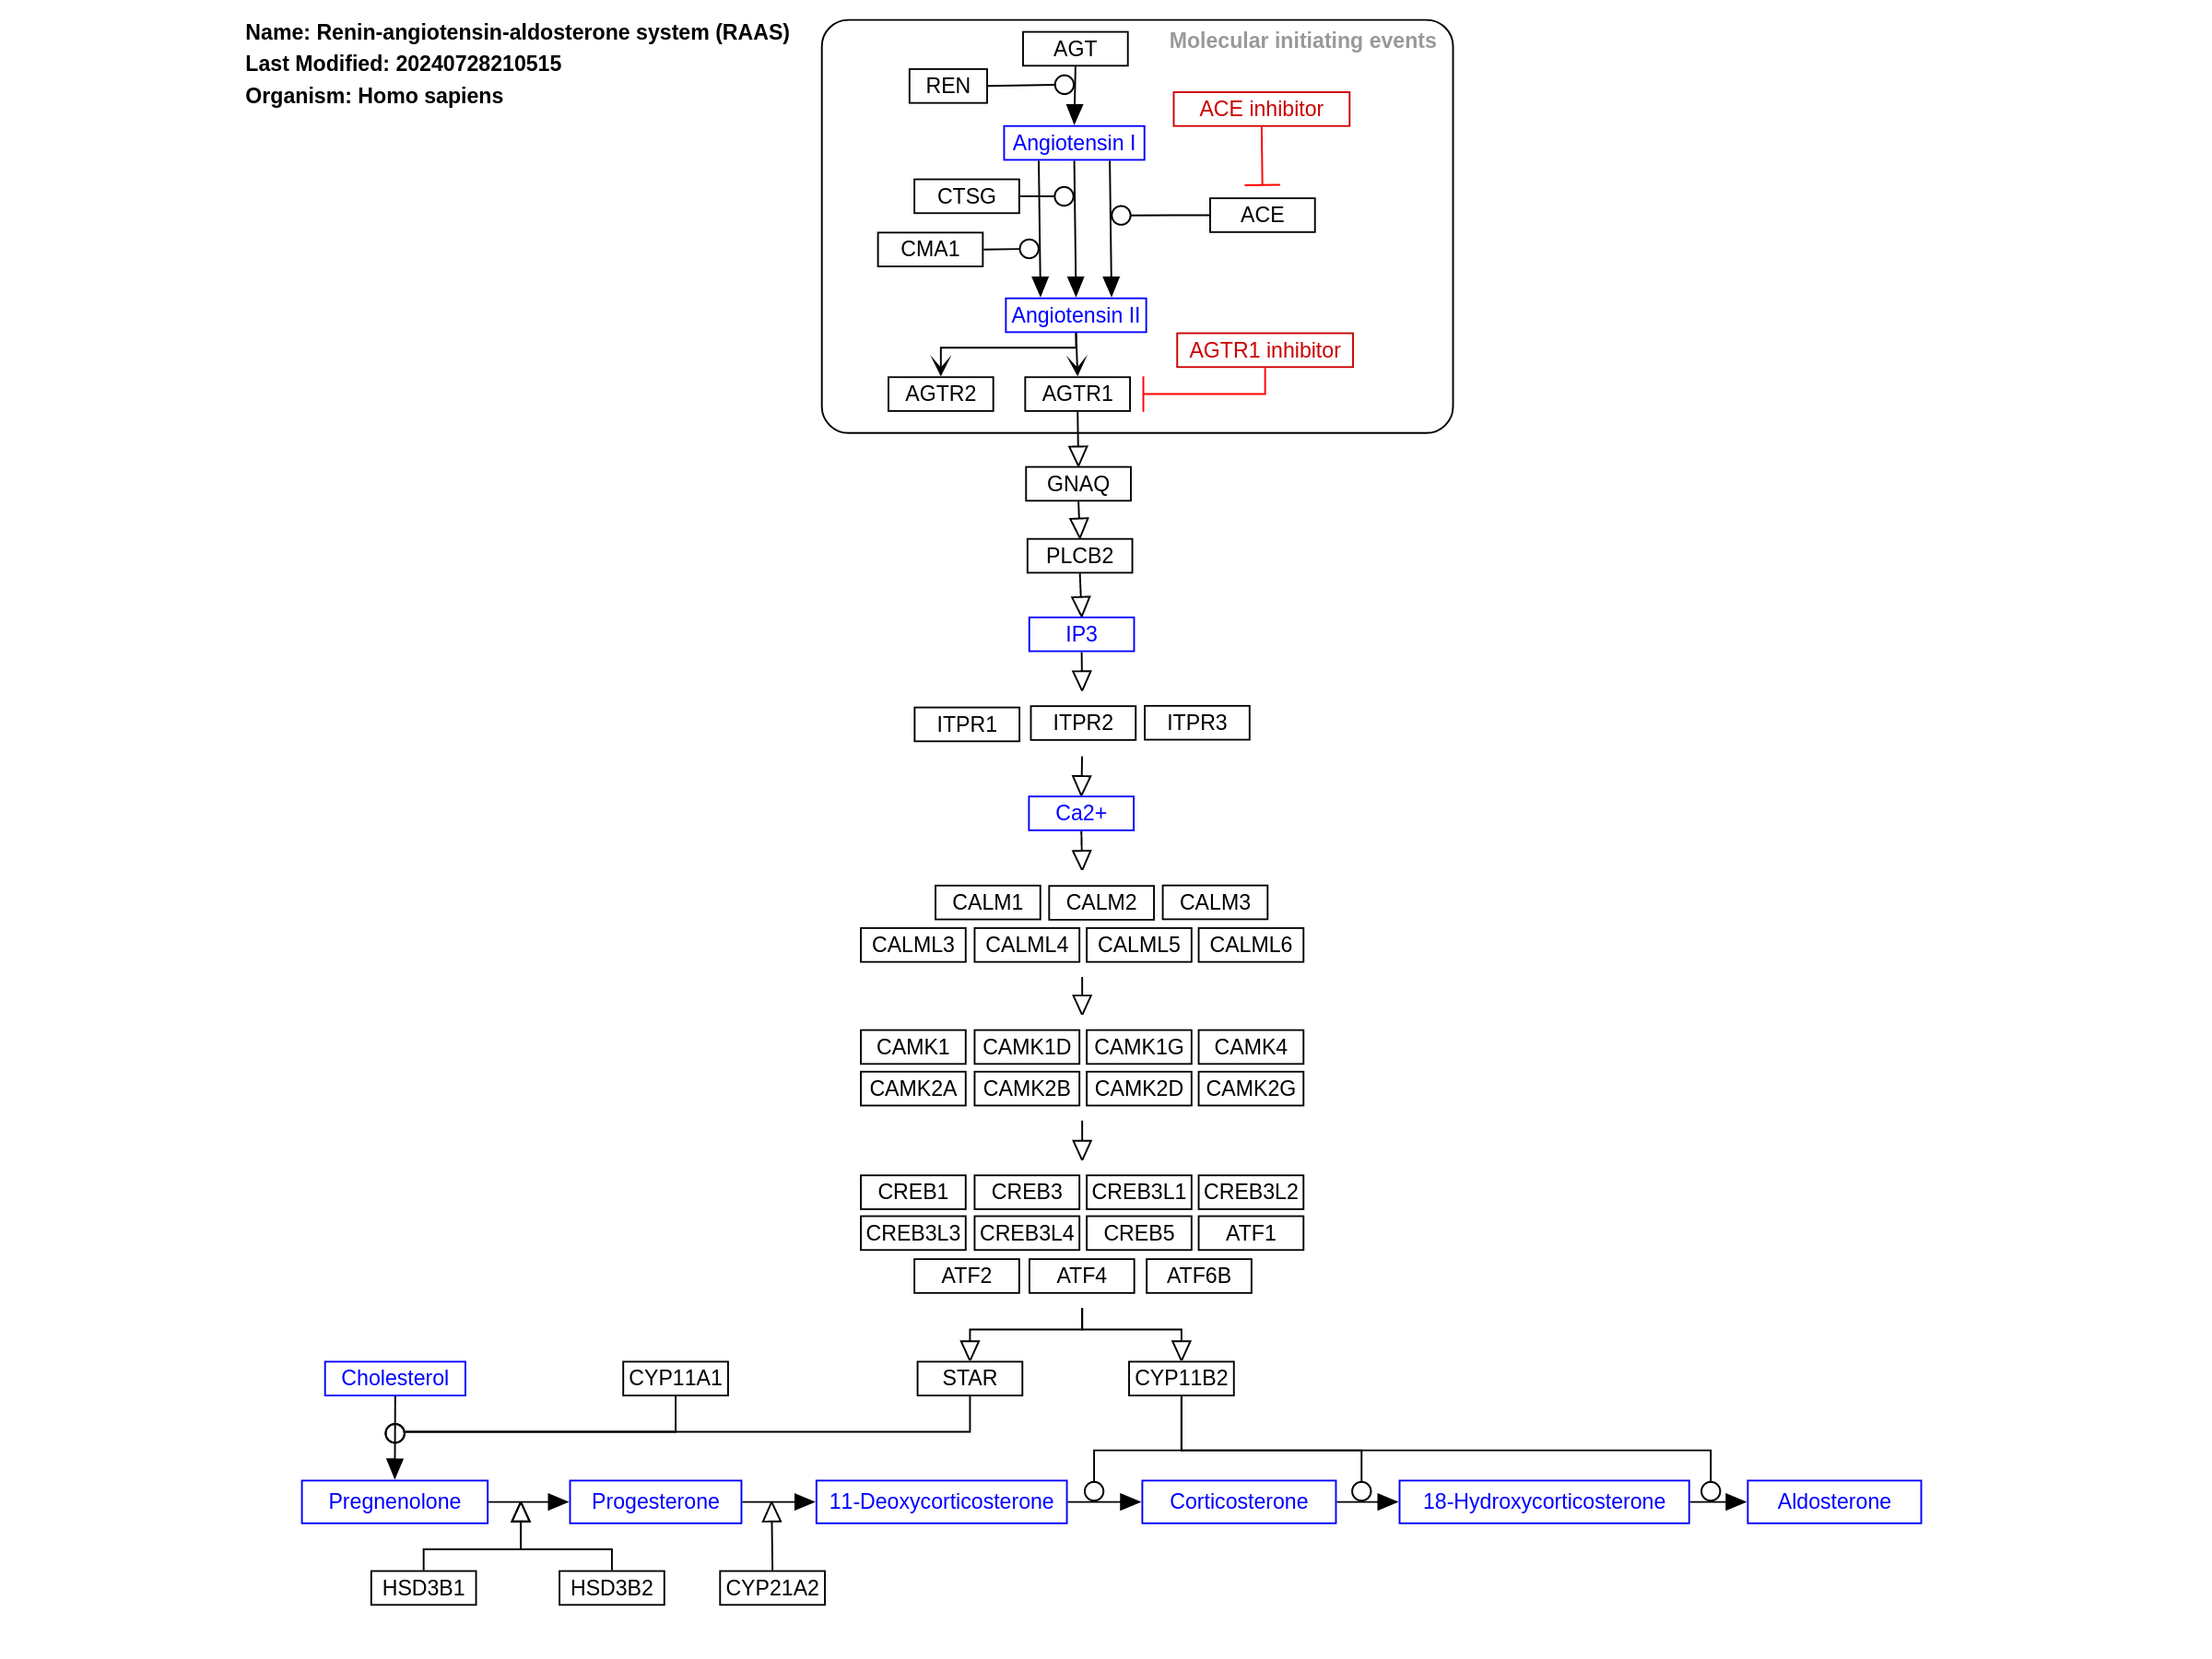 Name: Renin-angiotensin-aldosterone system (RAAS)
Last Modified: 20240728210515
Organism: Homo sapiens
Molecular initiating events
AGT
REN
ACE inhibitor
Angiotensin I
CTSG
ACE
CMA1
Angiotensin II
AGTR1 inhibitor
AGTR2 AGTR1
GNAQ
PLCB2
IP3
ITPR1 ITPR2 ITPR3
Ca2+
CALM1 CALM2 CALM3
CALML3 CALML4 CALML5 CALML6
CAMK1 CAMK1D CAMK1G CAMK4
CAMK2A CAMK2B CAMK2D CAMK2G
CREB1 CREB3 CREB3L1 CREB3L2
CREB3L3 CREB3L4 CREB5 ATF1
ATF2 ATF4 ATF6B
Cholesterol CYP11A1 STAR CYP11B2
Pregnenolone Progesterone 11-Deoxycorticosterone Corticosterone 18-Hydroxycorticosterone Aldosterone
HSD3B1 HSD3B2 CYP21A2